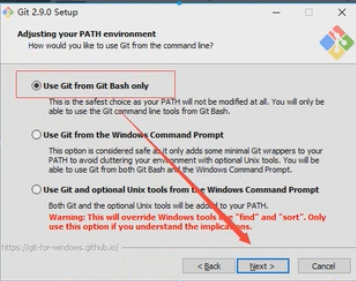 Git 2.9.0 Setup
Adjusting your PATH environment
How would you like to use Git from the command line?
Use Git from Git Bash only
This is the safest choice as your PATH will not be modified at all. You will only
be able to use the Git command line tools from Git Bash.
Use Git from the Windows Command Prompt
This option is considered safe as it only adds some minimal Git wrappers to your
PATH to avoid cluttering your environment with optional Unix tools. You will be
able to use Git from both Git Bash and the Windows Command Prompt.
Use Git and optional Unix tools from the Windows Command Prompt
Both Git and the optional Unix tools will be added to your PATH.
Warning: This will override Windows tools like "find" and "sort". Only
use this option if you understand the implications.
https://git-for-windows.github.io/
< Back
Next >
Cancel